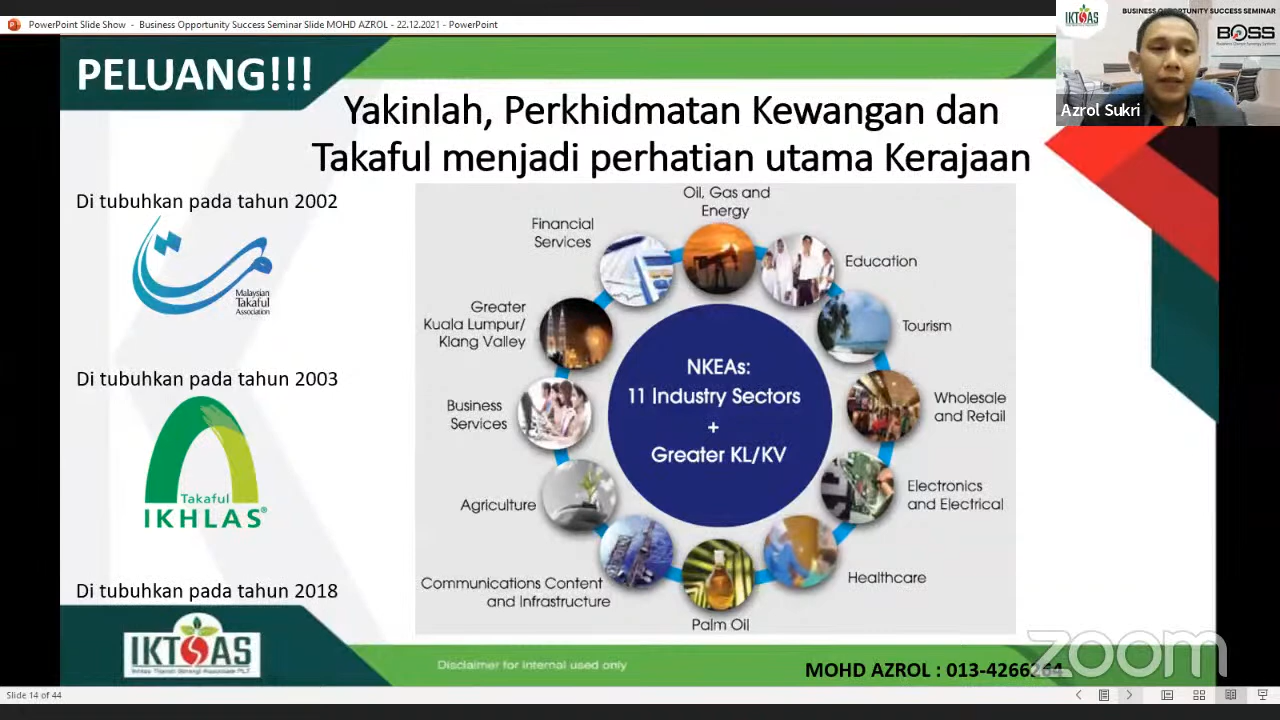 PowerPoint Slide Show - Business Opportunity Success Seminar Slide MOHD AZROL - 22.12.2021 - PowerPoint
IKTSAS
BUSINESS OPPORTUNITY SUCCESS SEMINAR
BOSS
Azrol Sukri
PELUANG!!!
Yakinlah, Perkhidmatan Kewangan dan
Takaful menjadi perhatian utama Kerajaan
Di tubuhkan pada tahun 2002
Malaysian
Takaful
Association
Di tubuhkan pada tahun 2003
Takaful
IKHLAS®
Di tubuhkan pada tahun 2018
IKTSAS
Oil, Gas and
Energy
Financial
Services
Education
Greater
Kuala Lumpur/
Klang Valley
Tourism
NKEAs:
11 Industry Sectors
+
Greater KL/KV
Business
Services
Wholesale
and Retail
Agriculture
Electronics
and Electrical
Communications Content
and Infrastructure
Healthcare
Palm Oil
Disclaimer for internal used only
MOHD AZROL : 013-4266264
zoom
Slide 14 of 44